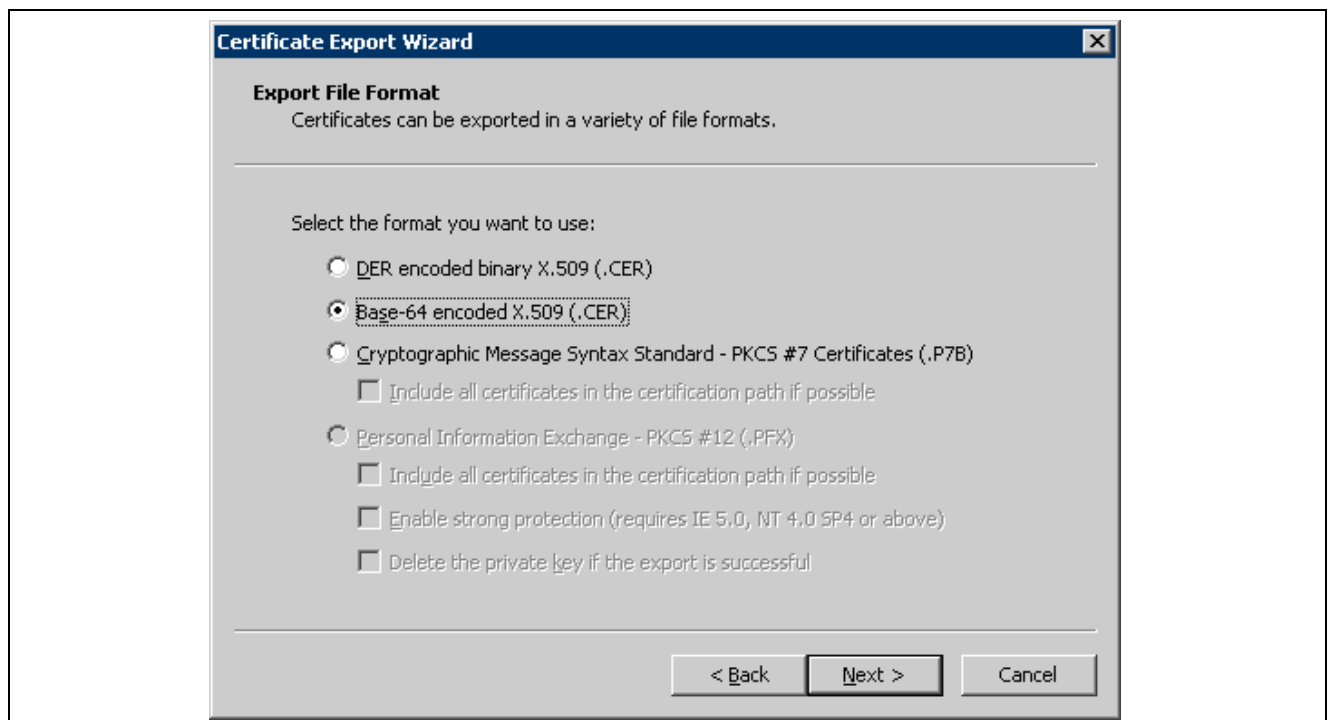 Certificate Export Wizard
Export File Format
Certificates can be exported in a variety of file formats.
Select the format you want to use:
DER encoded binary X.509 (.CER)
Base-64 encoded X.509 (.CER)
Cryptographic Message Syntax Standard - PKCS #7 Certificates (.P7B)
Include all certificates in the certification path if possible
Personal Information Exchange - PKCS #12 (.PFX)
Include all certificates in the certification path if possible
Enable strong protection (requires IE 5.0, NT 4.0 SP4 or above)
Delete the private key if the export is successful
< Back Next > Cancel